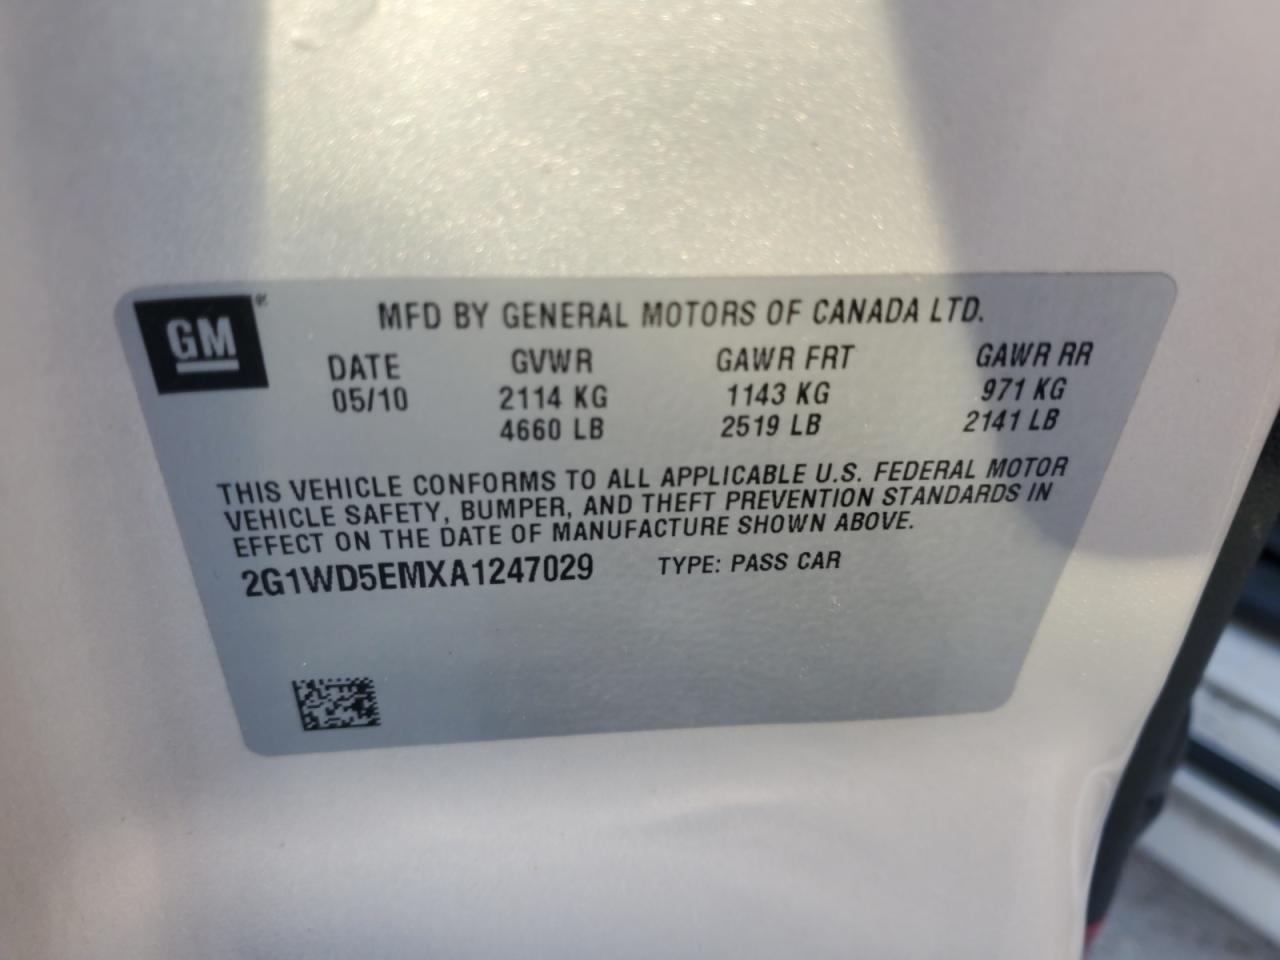 GM
MFD BY GENERAL MOTORS OF CANADA LTD.
DATE GVWR GAWR FRT GAWR RR
05/10 2114 KG 1143 KG 971 KG
4660 LB 2519 LB 2141 LB
THIS VEHICLE CONFORMS TO ALL APPLICABLE U.S. FEDERAL MOTOR
VEHICLE SAFETY, BUMPER, AND THEFT PREVENTION STANDARDS IN
EFFECT ON THE DATE OF MANUFACTURE SHOWN ABOVE.
2G1WD5EMXA1247029 TYPE: PASS CAR